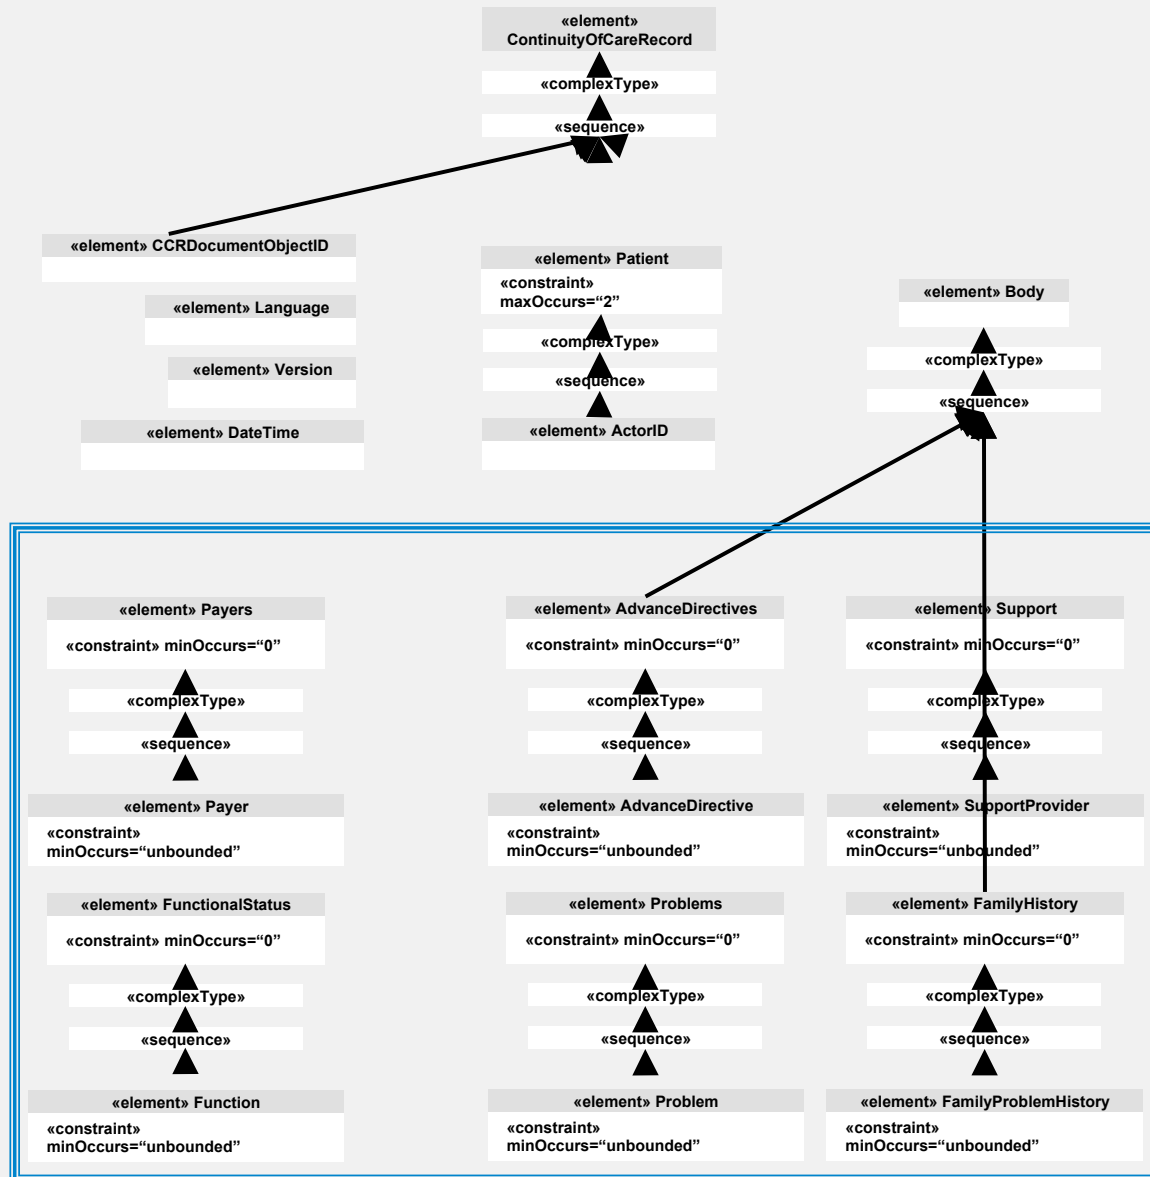 «element»
ContinuityOfCareRecord
«complexType»
«sequence»
«element» CCRDocumentObjectID
«element» Language
«element» Version
«element» DateTime
«element» Patient
«constraint»
maxOccurs=“2”
«complexType»
«sequence»
«element» ActorID
«element» Body
«complexType»
«sequence»
«element» Payers
«constraint» minOccurs=“0”
«complexType»
«sequence»
«element» Payer
«constraint»
minOccurs=“unbounded”
«element» AdvanceDirectives
«constraint» minOccurs=“0”
«complexType»
«sequence»
«element» AdvanceDirective
«constraint»
minOccurs=“unbounded”
«element» Support
«constraint» minOccurs=“0”
«complexType»
«sequence»
«element» SupportProvider
«constraint»
minOccurs=“unbounded”
«element» FunctionalStatus
«constraint» minOccurs=“0”
«complexType»
«sequence»
«element» Function
«constraint»
minOccurs=“unbounded”
«element» Problems
«constraint» minOccurs=“0”
«complexType»
«sequence»
«element» Problem
«constraint»
minOccurs=“unbounded”
«element» FamilyHistory
«constraint» minOccurs=“0”
«complexType»
«sequence»
«element» FamilyProblemHistory
«constraint»
minOccurs=“unbounded”